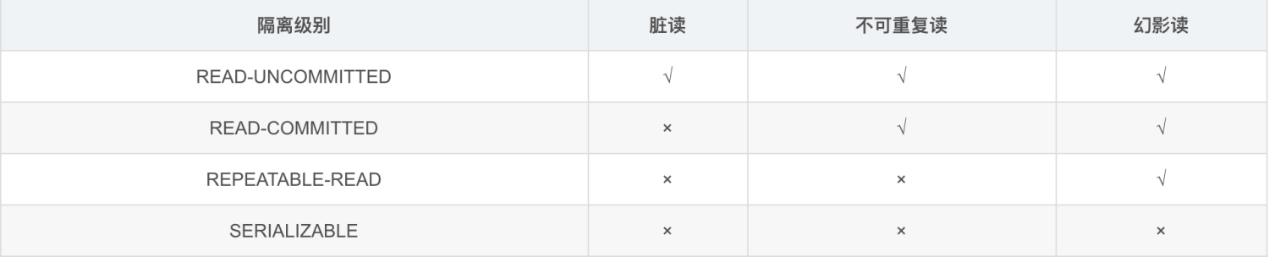 隔离级别 脏读 不可重复读 幻影读
READ-UNCOMMITTED √ √ √
READ-COMMITTED × √ √
REPEATABLE-READ × × √
SERIALIZABLE × × ×